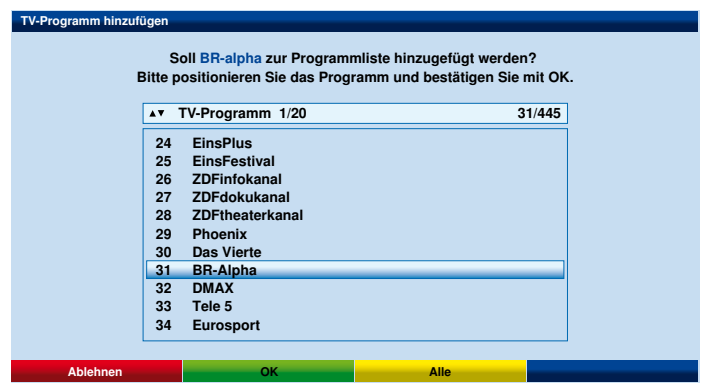 TV-Programm hinzufügen
Soll BR-alpha zur Programmliste hinzugefügt werden?
Bitte positionieren Sie das Programm und bestätigen Sie mit OK.
▲▼ TV-Programm 1/20 31/445
24 EinsPlus
25 EinsFestival
26 ZDFinfokanal
27 ZDFdokukanal
28 ZDFtheaterkanal
29 Phoenix
30 Das Vierte
31 BR-Alpha
32 DMAX
33 Tele 5
34 Eurosport
Ablehnen OK Alle